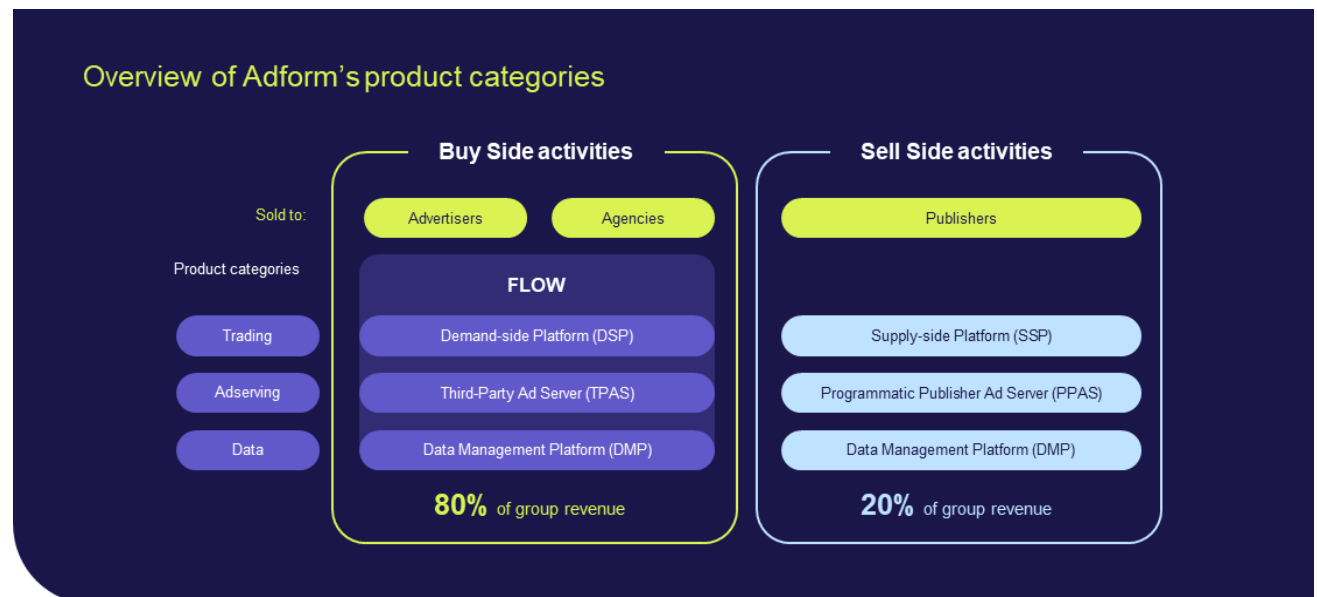 Overview of Adform's product categories
Buy Side activities
Sell Side activities
Sold to:
Advertisers
Agencies
Publishers
Product categories
FLOW
Trading
Demand-side Platform (DSP)
Supply-side Platform (SSP)
Adserving
Third-Party Ad Server (TPAS)
Programmatic Publisher Ad Server (PPAS)
Data
Data Management Platform (DMP)
Data Management Platform (DMP)
80% of group revenue
20% of group revenue